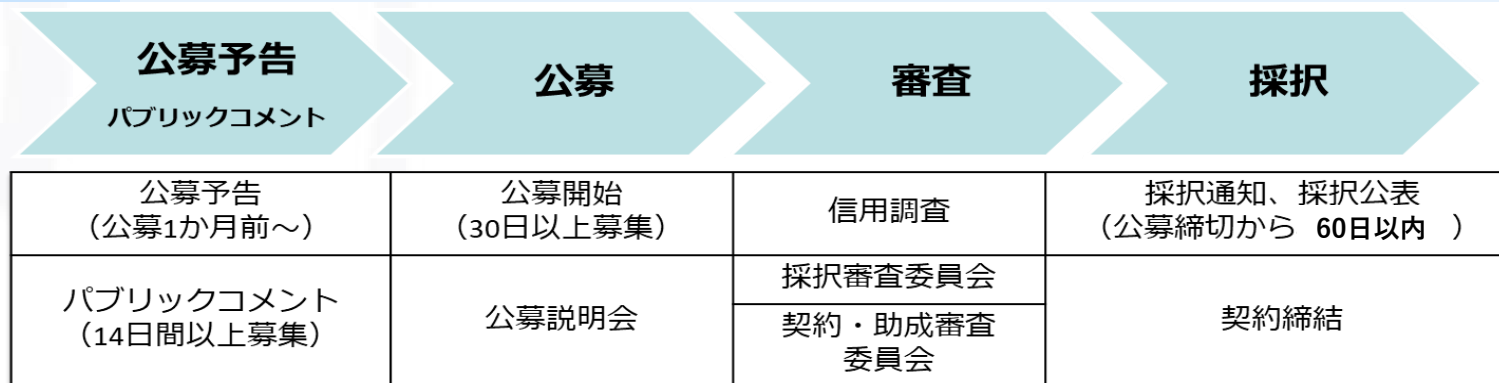 公募予告
パブリックコメント
公募
審査
採択
公募予告
（公募1か月前～）
公募開始
（30日以上募集）
信用調査
採択通知、採択公表
（公募締切から 60日以内 ）
パブリックコメント
（14日間以上募集）
公募説明会
採択審査委員会
契約・助成審査
委員会
契約締結